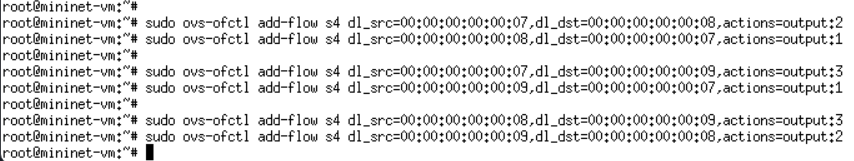 root@mininet-vm:~#
root@mininet-vm:~# sudo ovs-ofctl add-flow s4 dl_src=00:00:00:00:00:07,dl_dst=00:00:00:00:00:08,actions=output:2
root@mininet-vm:~# sudo ovs-ofctl add-flow s4 dl_src=00:00:00:00:00:08,dl_dst=00:00:00:00:00:07,actions=output:1
root@mininet-vm:~#
root@mininet-vm:~# sudo ovs-ofctl add-flow s4 dl_src=00:00:00:00:00:07,dl_dst=00:00:00:00:00:09,actions=output:3
root@mininet-vm:~# sudo ovs-ofctl add-flow s4 dl_src=00:00:00:00:00:09,dl_dst=00:00:00:00:00:07,actions=output:1
root@mininet-vm:~#
root@mininet-vm:~# sudo ovs-ofctl add-flow s4 dl_src=00:00:00:00:00:08,dl_dst=00:00:00:00:00:09,actions=output:3
root@mininet-vm:~# sudo ovs-ofctl add-flow s4 dl_src=00:00:00:00:00:09,dl_dst=00:00:00:00:00:08,actions=output:2
root@mininet-vm:~#